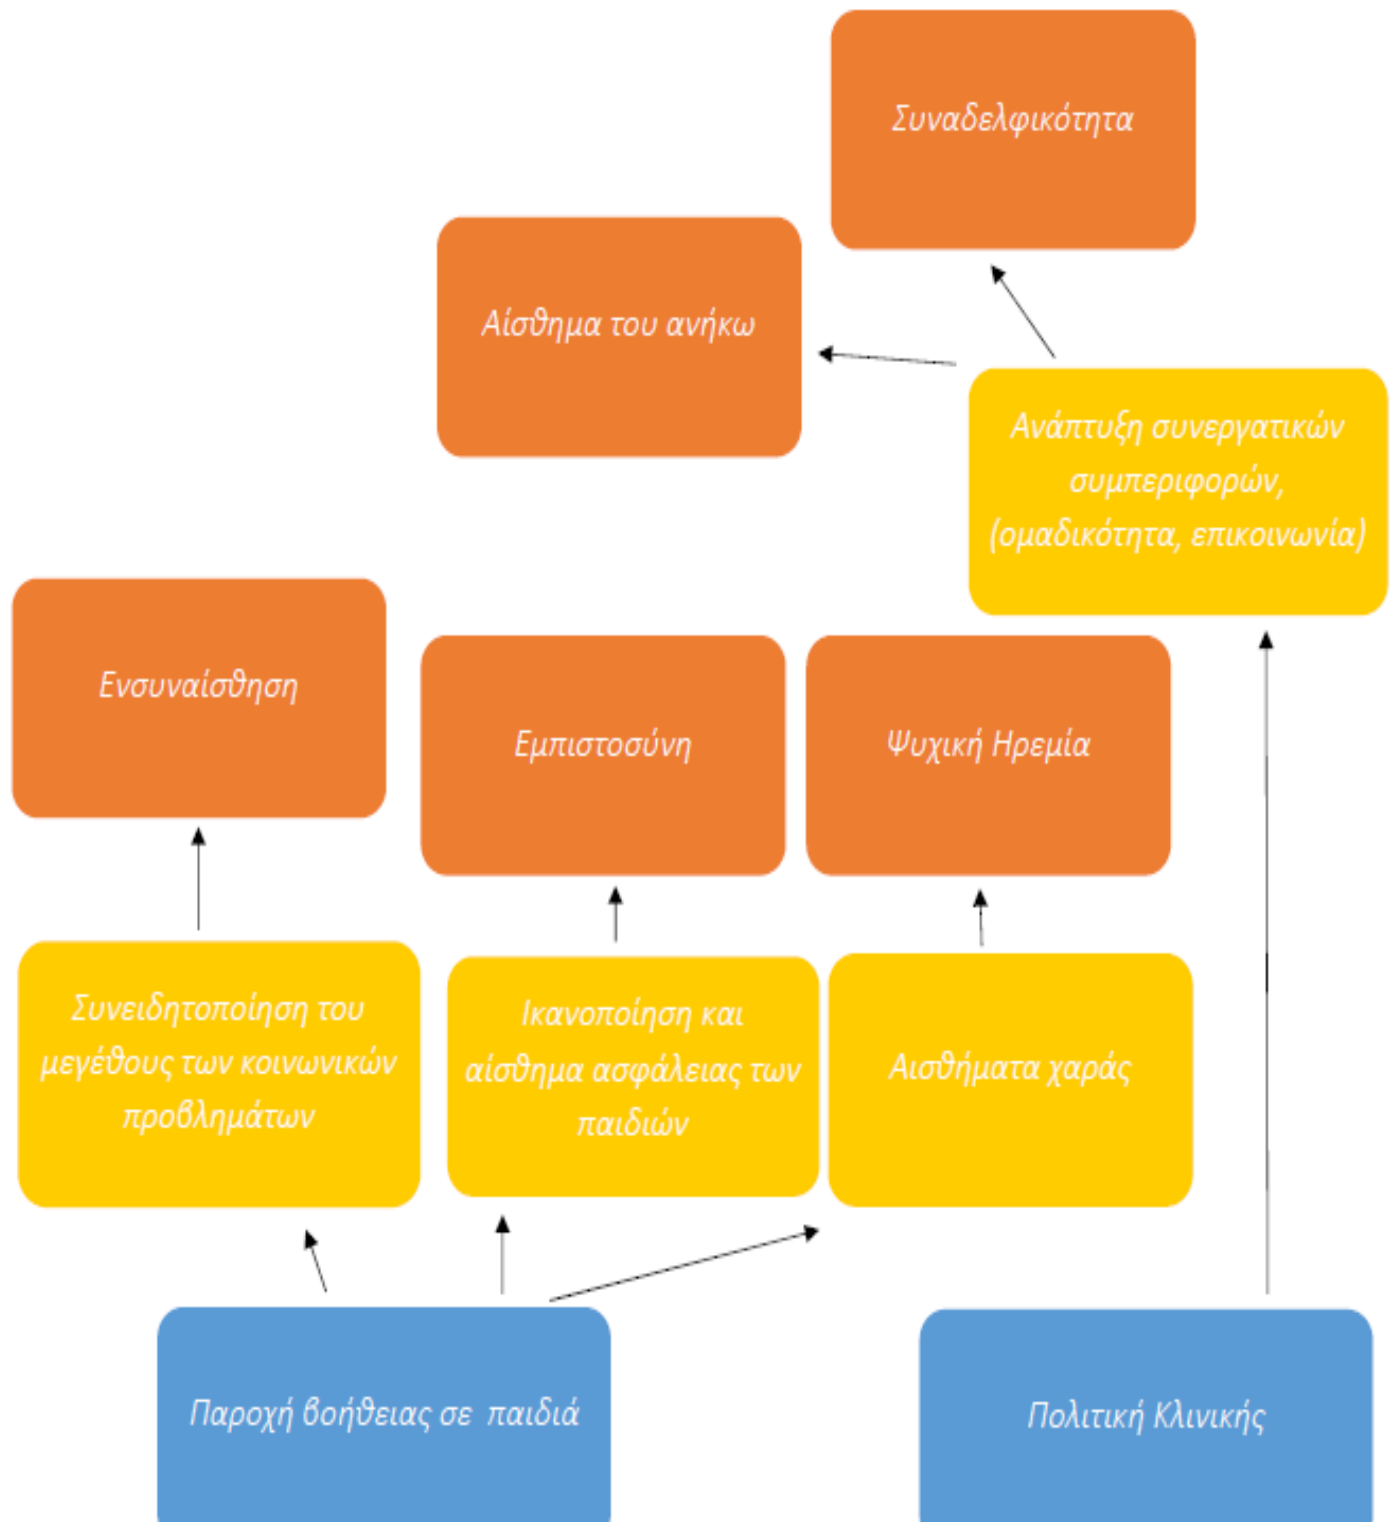 Συναδελφικότητα
Αίσθημα του ανήκω
Ανάπτυξη συνεργατικών
συμπεριφορών,
(ομαδικότητα, επικοινωνία)
Ενσυναίσθηση
Εμπιστοσύνη
Ψυχική Ηρεμία
Συνειδητοποίηση του
μεγέθους των κοινωνικών
προβλημάτων
Ικανοποίηση και
αίσθημα ασφάλειας των
παιδιών
Αισθήματα χαράς
Παροχή βοήθειας σε παιδιά
Πολιτική Κλινικής